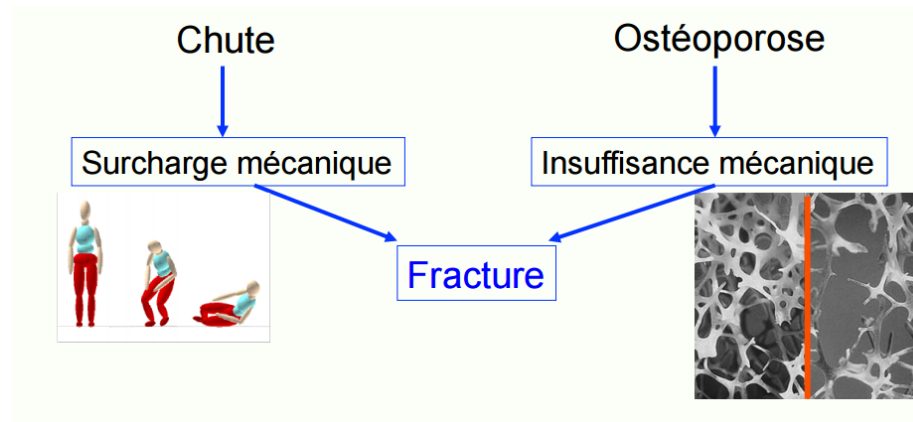 Chute
Ostéoporose
Surcharge mécanique
Insuffisance mécanique
Fracture